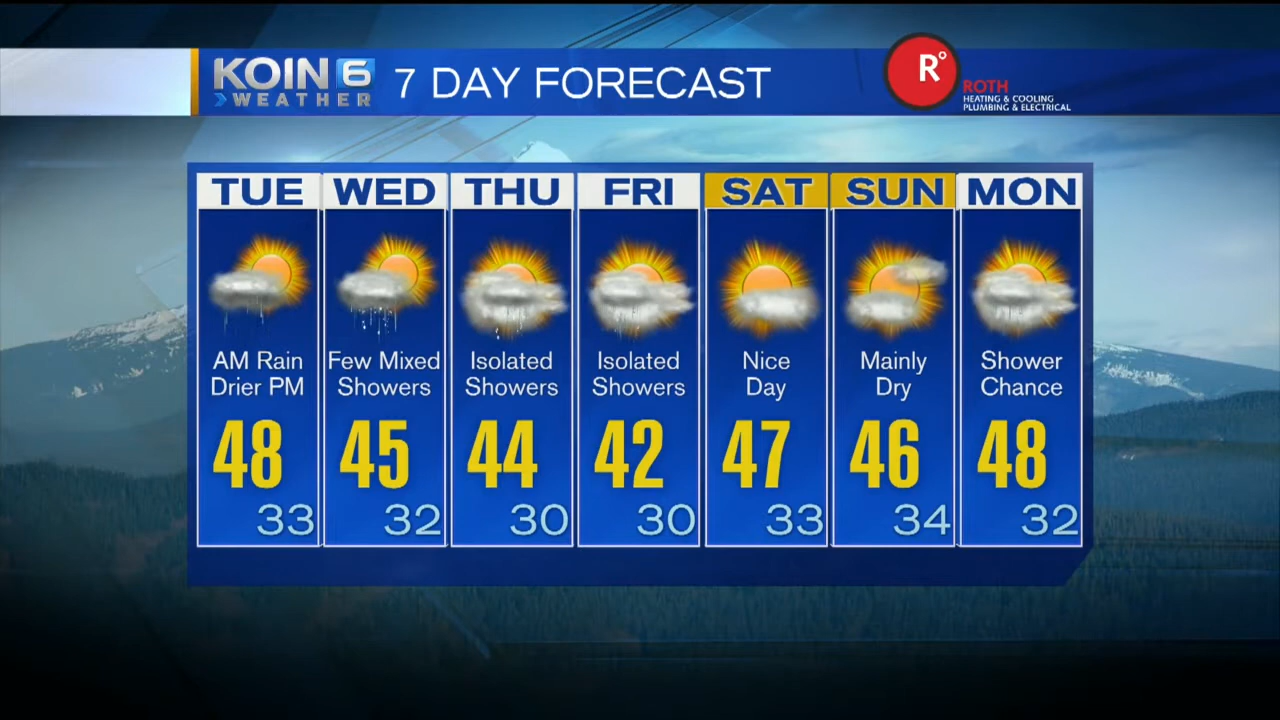 KOIN 6
WEATHER
7 DAY FORECAST
R°
ROTH
HEATING & COOLING
PLUMBING & ELECTRICAL
TUE WED THU FRI SAT SUN MON
AM Rain
Drier PM
Few Mixed
Showers
Isolated
Showers
Isolated
Showers
Nice
Day
Mainly
Dry
Shower
Chance
48 45 44 42 47 46 48
33 32 30 30 33 34 32